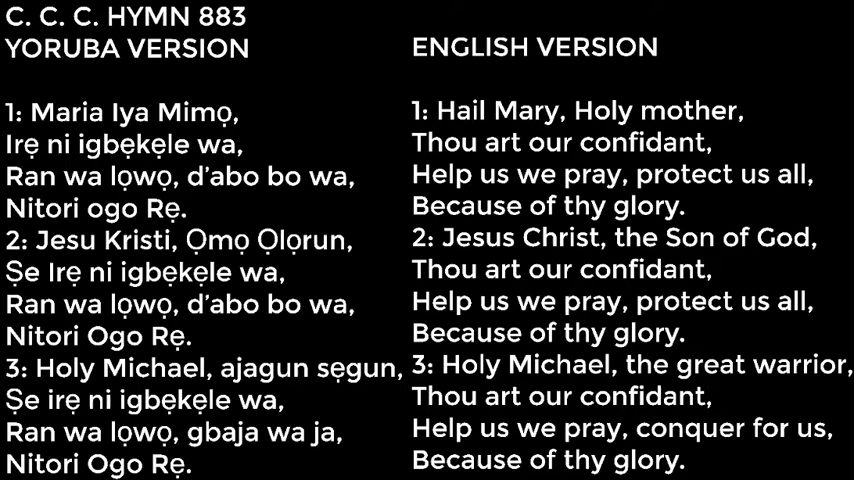 C. C. C. HYMN 883
YORUBA VERSION
1: Maria Iya Mimọ,
Irẹ ni igbẹkẹle wa,
Ran wa lọwọ, d'abo bo wa,
Nitori ogo Rẹ.
2: Jesu Kristi, Ọmọ Ọlọrun,
Ṣe Irẹ ni igbẹkẹle wa,
Ran wa lọwọ, d'abo bo wa,
Nitori Ogo Rẹ.
3: Holy Michael, ajagun sẹgun,
Ṣe irẹ ni igbẹkẹle wa,
Ran wa lọwọ, gbaja wa ja,
Nitori Ogo Rẹ.
ENGLISH VERSION
1: Hail Mary, Holy mother,
Thou art our confidant,
Help us we pray, protect us all,
Because of thy glory.
2: Jesus Christ, the Son of God,
Thou art our confidant,
Help us we pray, protect us all,
Because of thy glory.
3: Holy Michael, the great warrior,
Thou art our confidant,
Help us we pray, conquer for us,
Because of thy glory.